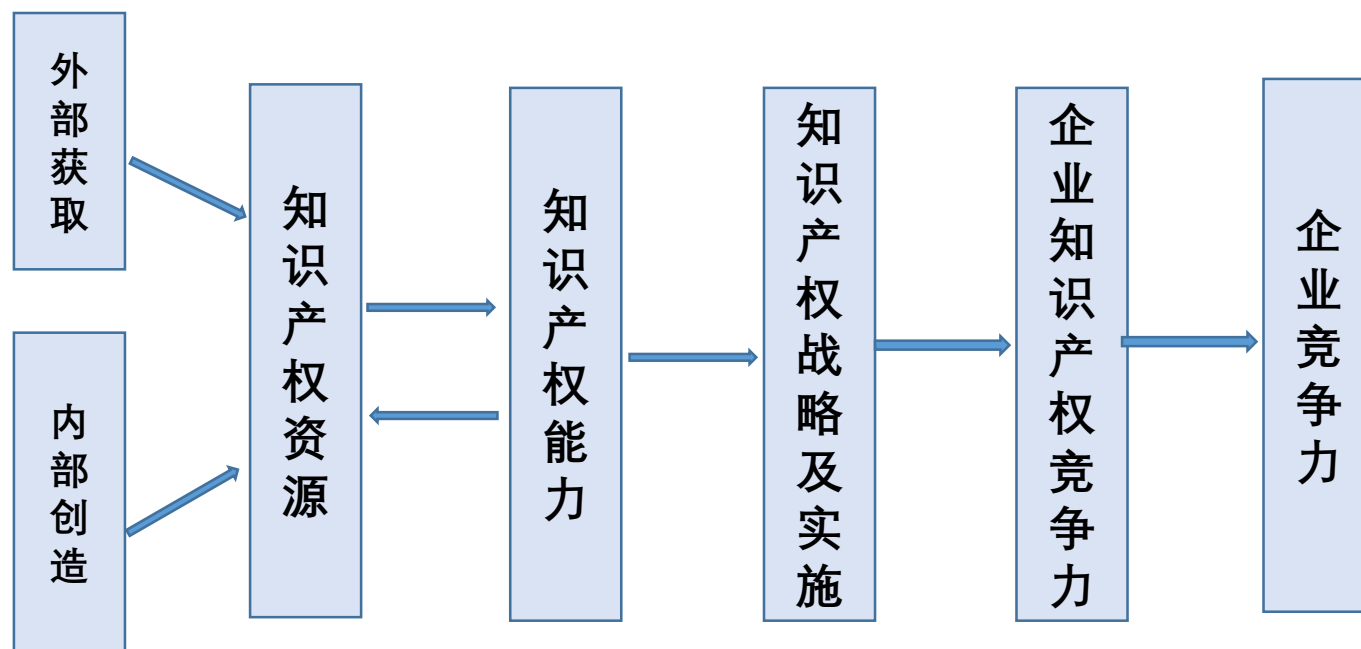 外部获取
内部创造
知识产权资源
知识产权能力
知识产权战略及实施
企业知识产权竞争力
企业竞争力